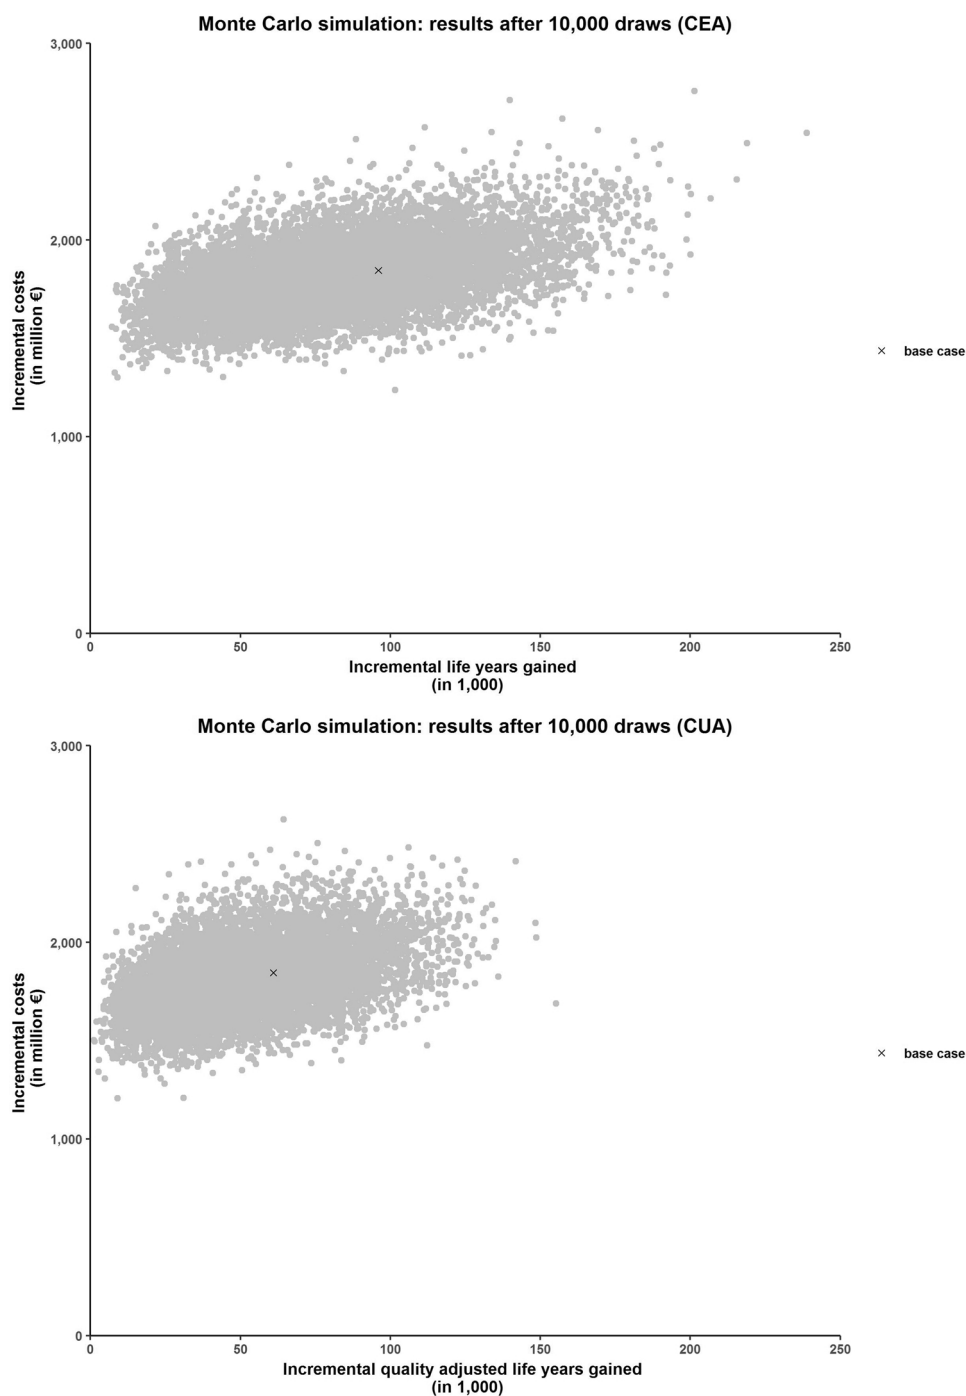 Monte Carlo simulation: results after 10,000 draws (CEA)
3,000
2,000
1,000
0
Incremental costs
(in million €)
0 50 100 150 200 250
Incremental life years gained
(in 1,000)
× base case
Monte Carlo simulation: results after 10,000 draws (CUA)
3,000
2,000
1,000
0
Incremental costs
(in million €)
0 50 100 150 200 250
Incremental quality adjusted life years gained
(in 1,000)
× base case